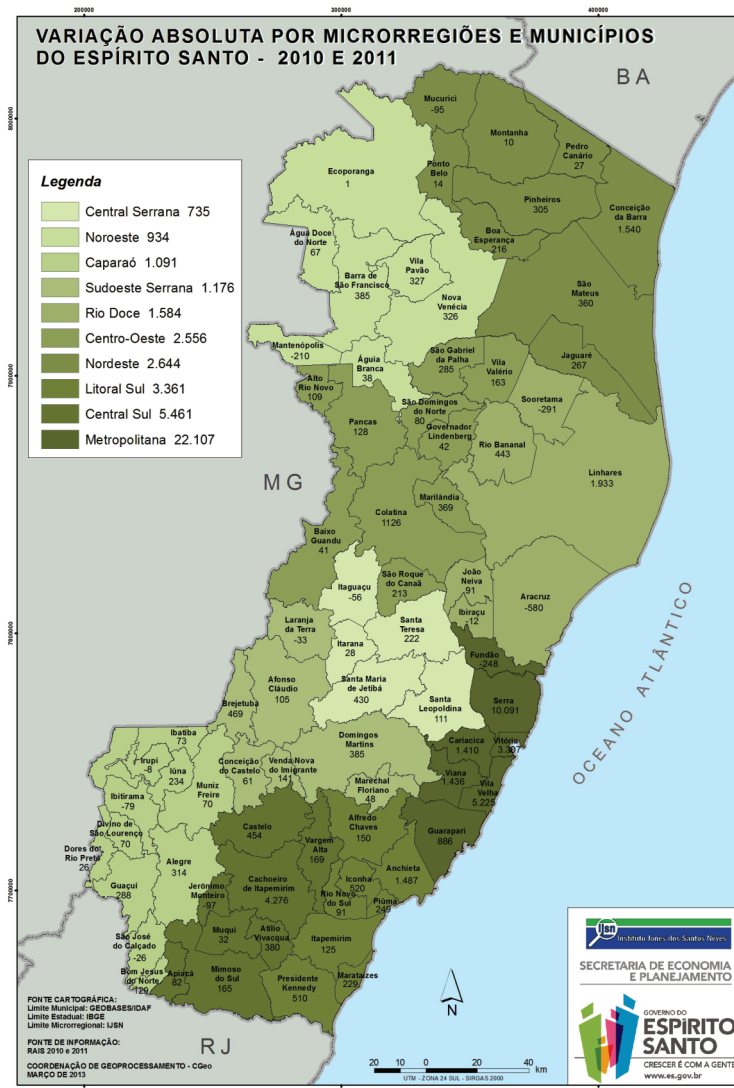 200000 300000 400000
VARIAÇÃO ABSOLUTA POR MICRORREGIÕES E MUNICÍPIOS
DO ESPÍRITO SANTO - 2010 E 2011
8000000
7900000
7800000
7700000
BA
MG
RJ
OCEANO ATLÂNTICO
Legenda
Central Serrana 735
Noroeste 934
Caparaó 1.091
Sudoeste Serrana 1.176
Rio Doce 1.584
Centro-Oeste 2.556
Nordeste 2.644
Litoral Sul 3.361
Central Sul 5.461
Metropolitana 22.107
Mucurici
-95
Montanha
10
Pedro
Canário
27
Ecoporanga
1
Ponto
Belo
14
Pinheiros
305
Conceição
da Barra
1.540
Água Doce
do Norte
67
Boa
Esperança
216
Vila
Pavão
327
Barra de
São Francisco
385
Nova
Venécia
326
São
Mateus
360
Mantenópolis
-210
Águia
Branca
38
São Gabriel
da Palha
285
Vila
Valério
163
Jaguaré
267
Alto
Rio Novo
109
Sooretama
-291
São Domingos
do Norte
80
Pancas
128
Governador
Lindenberg
42
Rio Bananal
443
Linhares
1.933
Marilândia
369
Colatina
1126
Baixo
Guandu
41
Itaguaçu
-56
São Roque
do Canaã
213
João
Neiva
91
Ibiraçu
-12
Aracruz
-580
Laranja
da Terra
-33
Santa
Teresa
222
Itarana
28
Fundão
-248
Afonso
Cláudio
105
Santa Maria
de Jetibá
430
Santa
Leopoldina
111
Serra
10.091
Brejetuba
469
Ibatiba
73
Domingos
Martins
385
Cariacica
1.410
Vitória
Irupi
-8
Iúna
234
Conceição
do Castelo
61
Venda Nova
do Imigrante
141
Viana
1.436
Vila
Velha
5.225
Ibitirama
-79
Muniz
Freire
70
Marechal
Floriano
48
Divino de
São Lourenço
70
Castelo
454
Alfredo
Chaves
150
Guarapari
886
Dores do
Rio Preto
26
Vargem
Alta
169
Alegre
314
Anchieta
1.487
Guaçuí
288
Jerônimo
Monteiro
-97
Cachoeiro
de Itapemirim
4.276
Iconha
520
Rio Novo
do Sul
91
Piúma
249
São José
do Calçado
-26
Muqui
32
Atilio
Vivacqua
380
Itapemirim
125
Bom Jesus
do Norte
129
Apiacá
82
Mimoso
do Sul
165
Presidente
Kennedy
510
Marataízes
229
FONTE CARTOGRÁFICA:
Limite Municipal: GEOBASES/IDAF
Limite Estadual: IBGE
Limite Microrregional: IJSN
FONTE DE INFORMAÇÃO:
RAIS 2010 e 2011
COORDENAÇÃO DE GEOPROCESSAMENTO - CGeo
MARÇO DE 2013
N
20 10 0 20 40
km
UTM - ZONA 24 SUL - SIRGAS 2000
ijsn
Instituto Jones dos Santos Neves
SECRETARIA DE ECONOMIA
E PLANEJAMENTO
GOVERNO DO
ESPÍRITO
SANTO
CRESCER É COM A GENTE
www.es.gov.br
200000 300000 400000